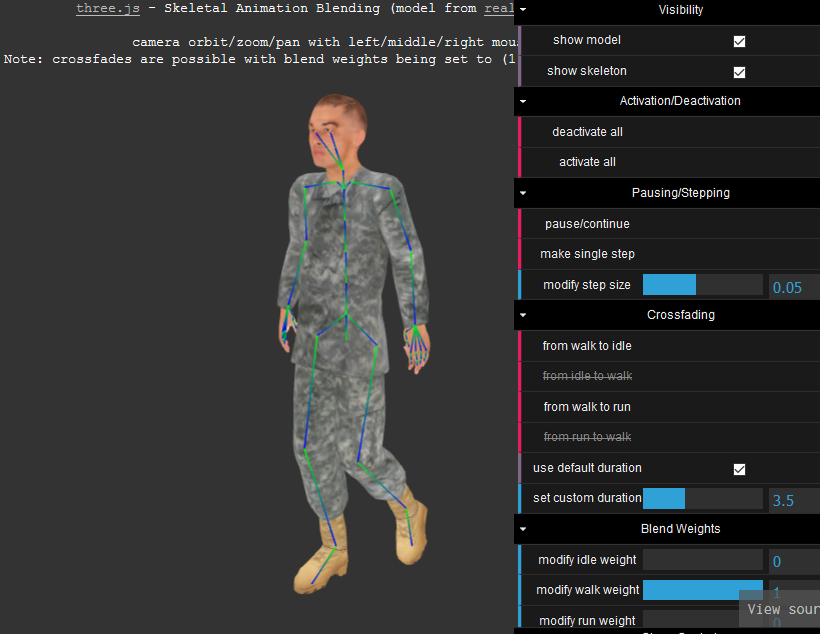 three.js - Skeletal Animation Blending (model from real
camera orbit/zoom/pan with left/middle/right mou
Note: crossfades are possible with blend weights being set to (1
Visibility
show model
show skeleton
Activation/Deactivation
deactivate all
activate all
Pausing/Stepping
pause/continue
make single step
modify step size 0.05
Crossfading
from walk to idle
from idle to walk
from walk to run
from run to walk
use default duration
set custom duration 3.5
Blend Weights
modify idle weight 0
modify walk weight 1
View sour
modify run weight 0